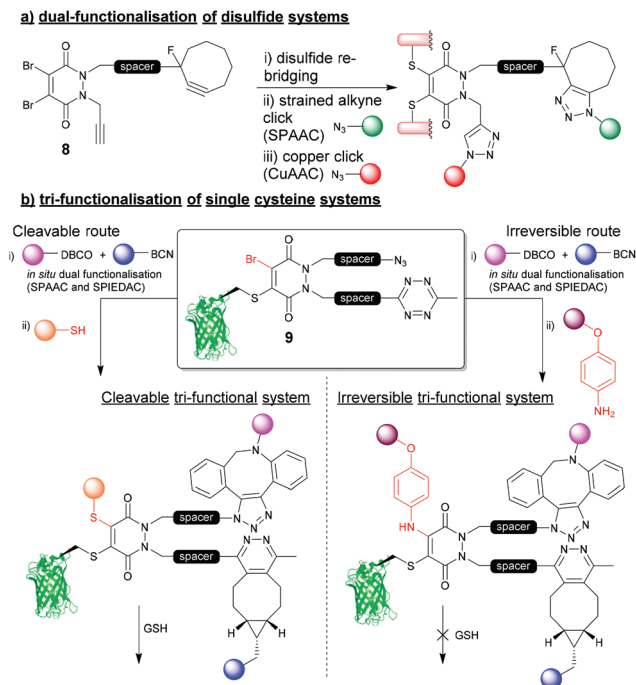 a) dual-functionalisation of disulfide systems
Br
Br
O
O
N
N
spacer
F
8
i) disulfide re-
bridging
ii) strained alkyne
click
(SPAAC)
N3
iii) copper click
(CuAAC)
N3
S
S
O
O
N
N
spacer
F
N
N
N
N
N
N
b) tri-functionalisation of single cysteine systems
Cleavable route
i)
DBCO +
BCN
in situ dual functionalisation
(SPAAC and SPIEDAC)
ii)
SH
Br
S
O
O
N
N
spacer
N3
spacer
N
N
N
N
9
Irreversible route
i)
DBCO +
BCN
in situ dual functionalisation
(SPAAC and SPIEDAC)
ii)
O
NH2
Cleavable tri-functional system
N
S
S
O
O
N
N
spacer
spacer
N
N
N
N
N
H
H
GSH
Irreversible tri-functional system
O
HN
S
O
O
N
N
spacer
spacer
N
N
N
N
N
N
H
H
GSH